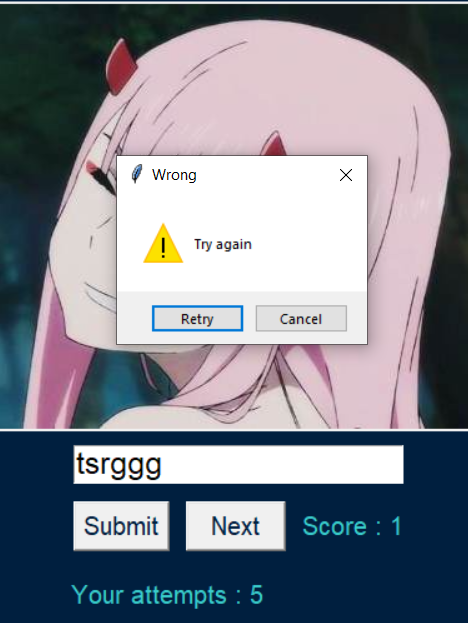 Wrong
Try again
Retry Cancel
tsrggg
Submit Next Score : 1
Your attempts : 5